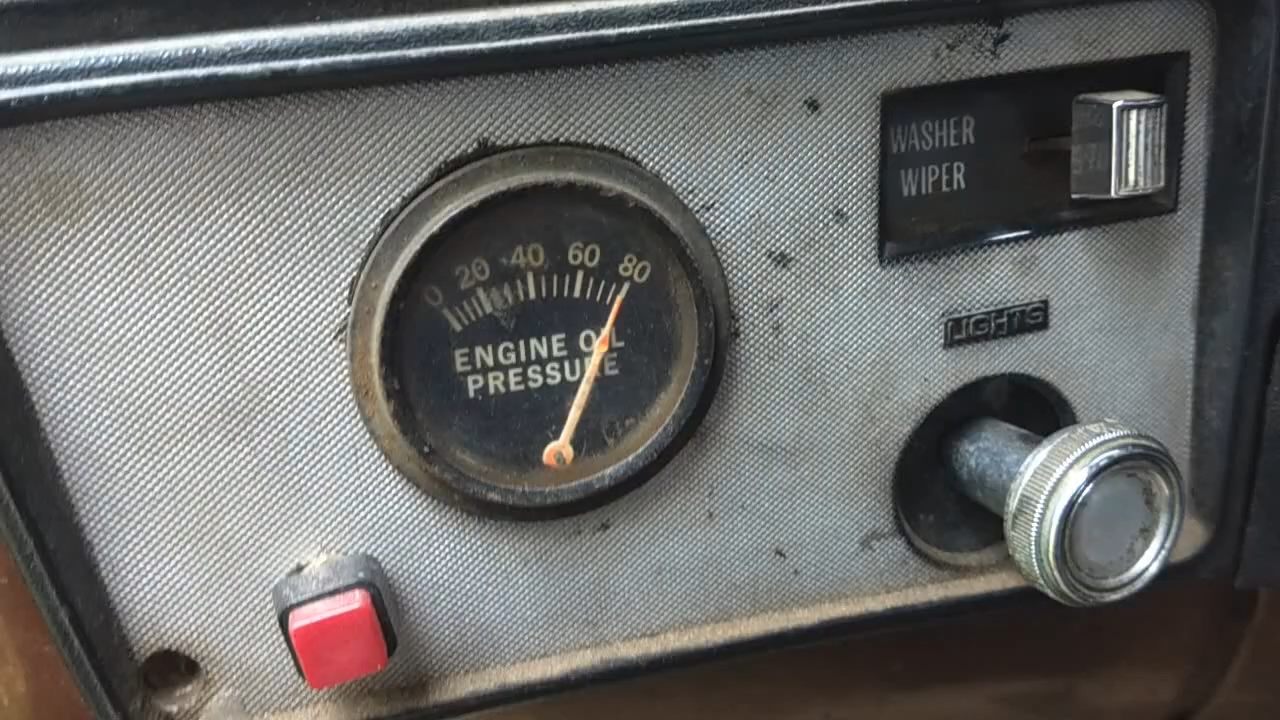 WASHER
WIPER
0 20 40 60 80
ENGINE OIL
PRESSURE
LIGHTS